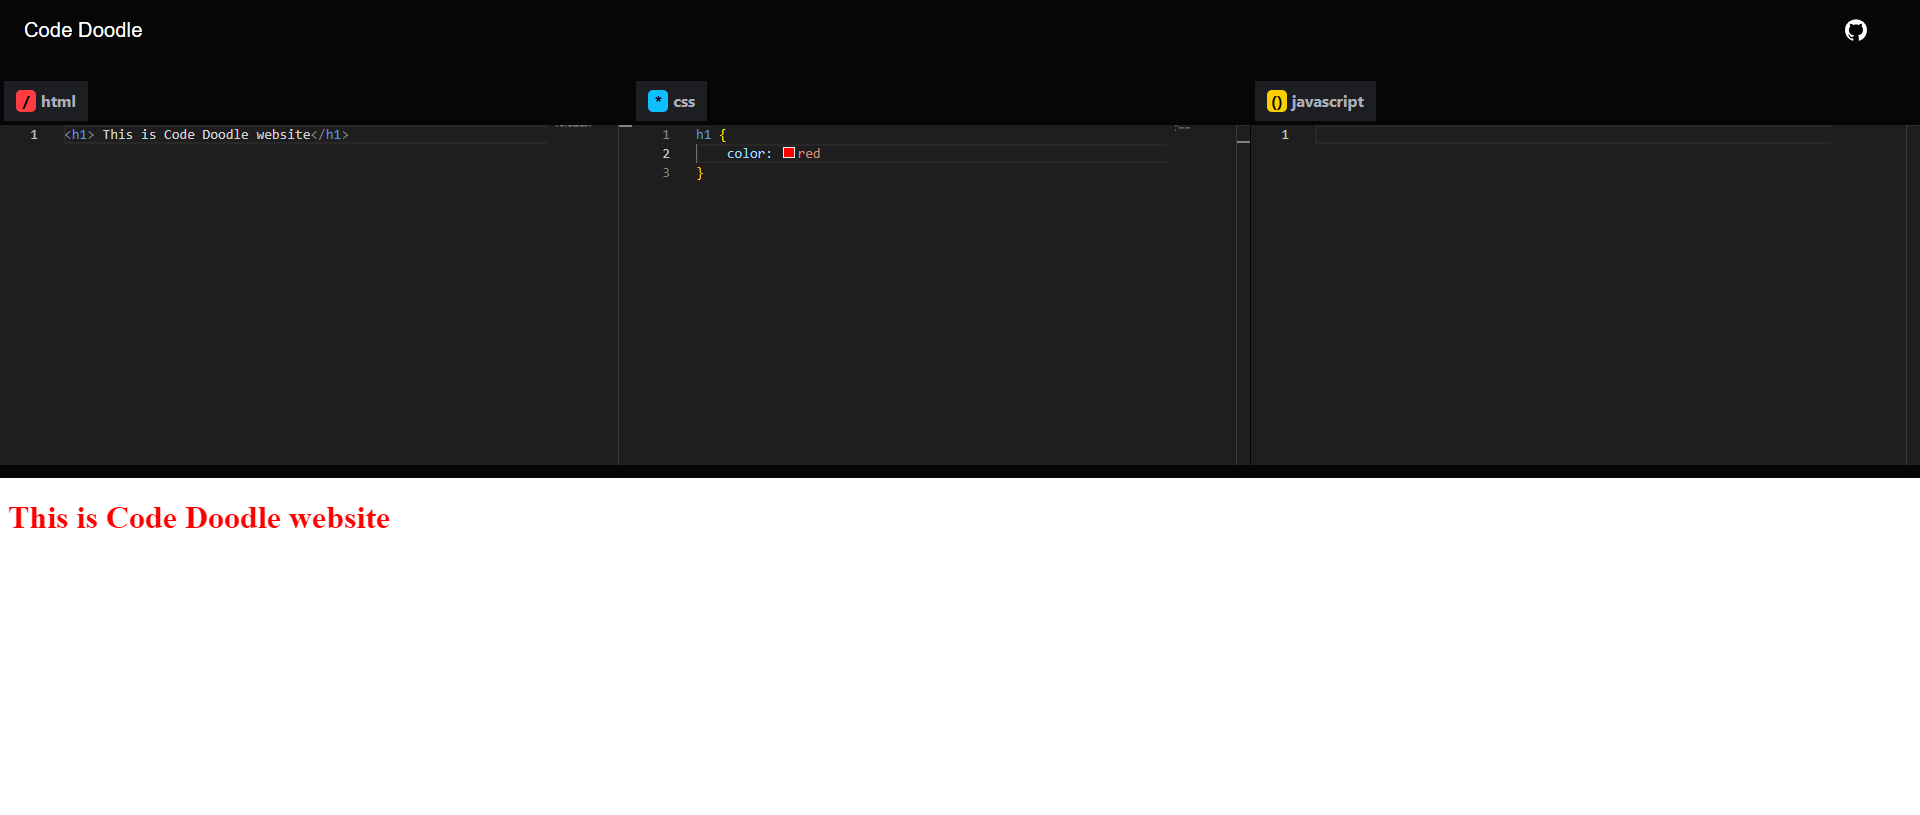 Code Doodle
/ html
* css
() javascript
1 <h1> This is Code Doodle website</h1>
1 h1 {
2 color: red
3 }
1
This is Code Doodle website